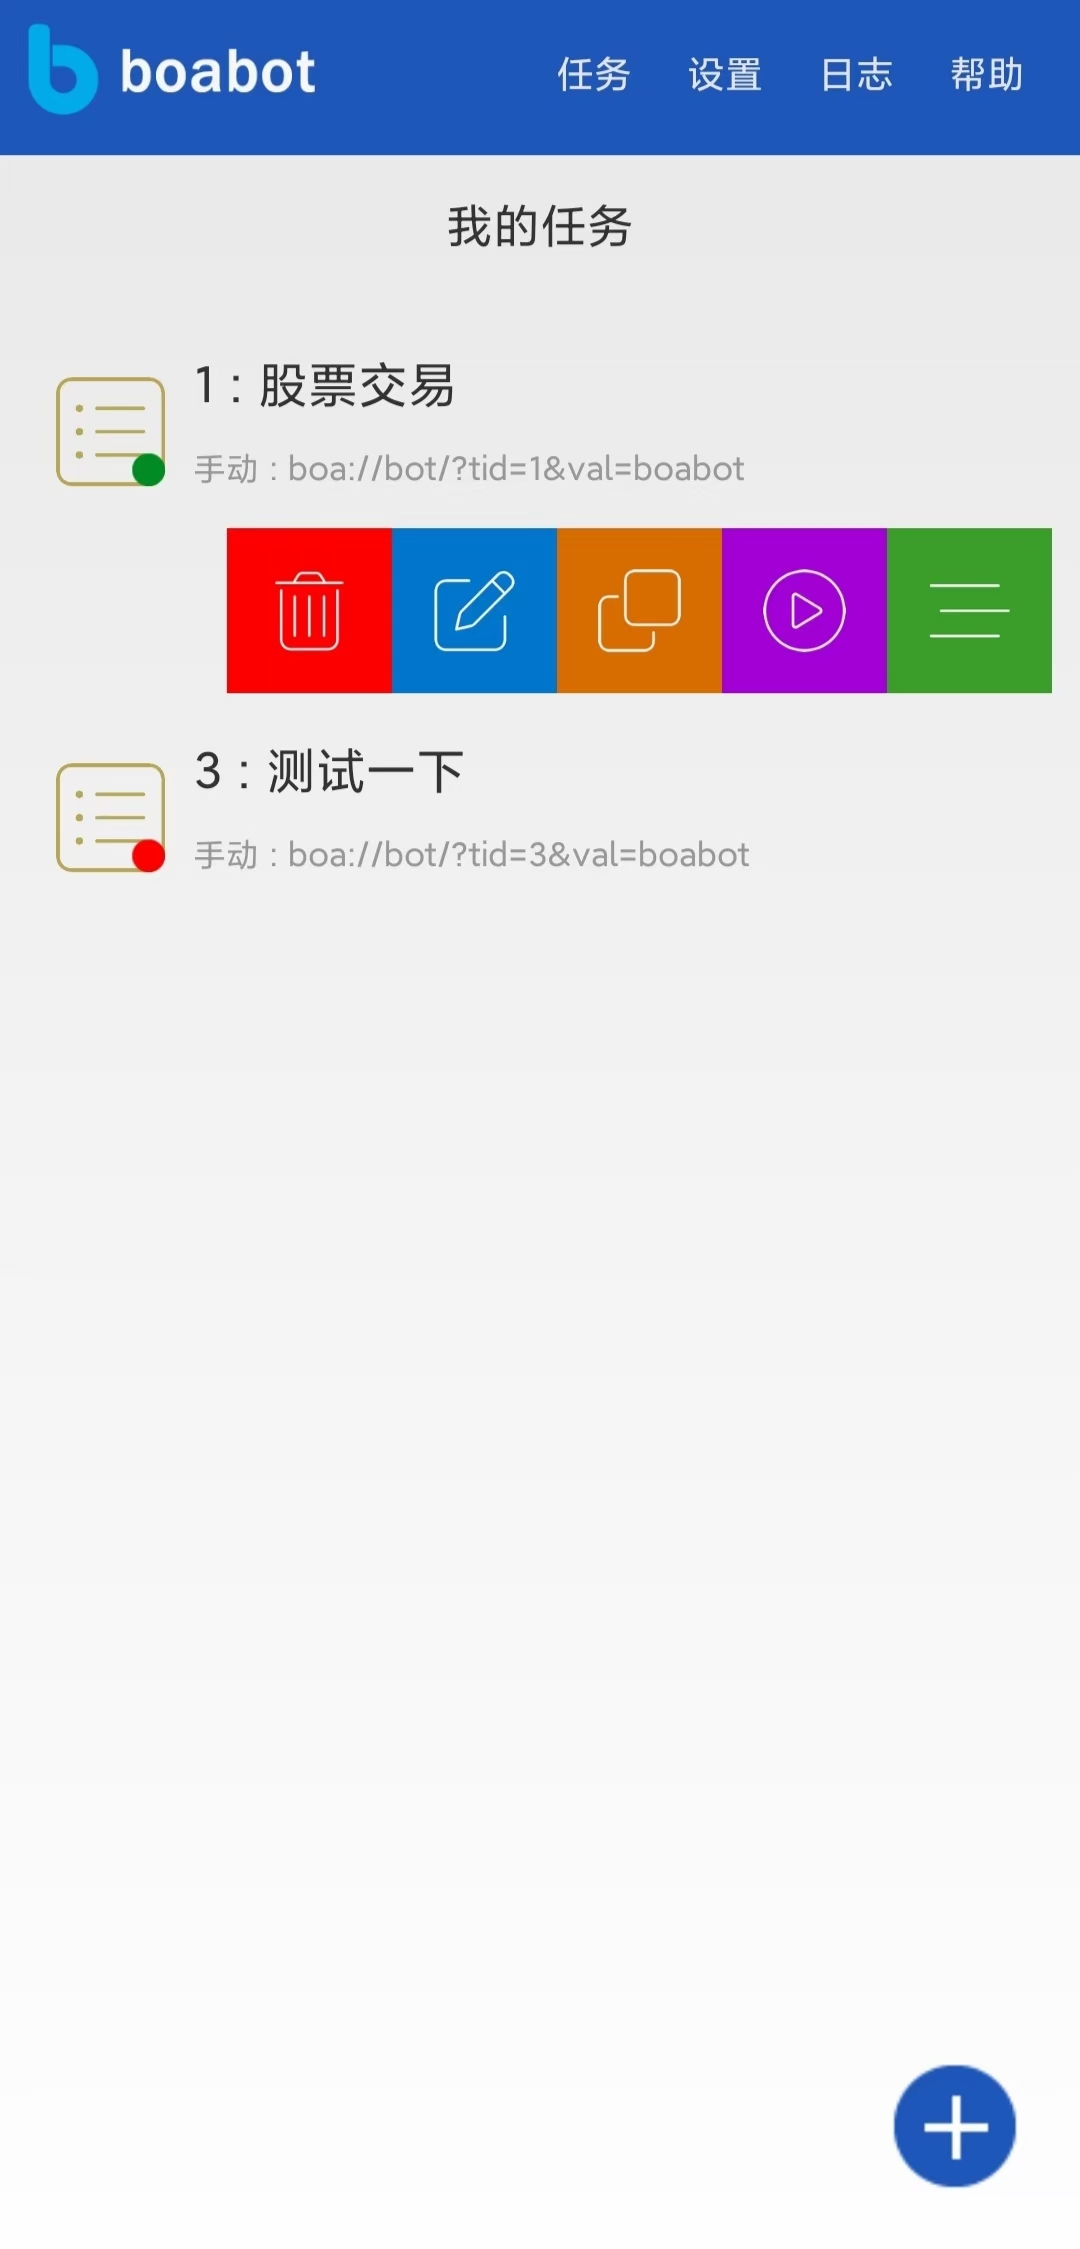 boabot 任务 设置 日志 帮助
我的任务
1 : 股票交易
手动 : boa://bot/?tid=1&val=boabot
3 : 测试一下
手动 : boa://bot/?tid=3&val=boabot